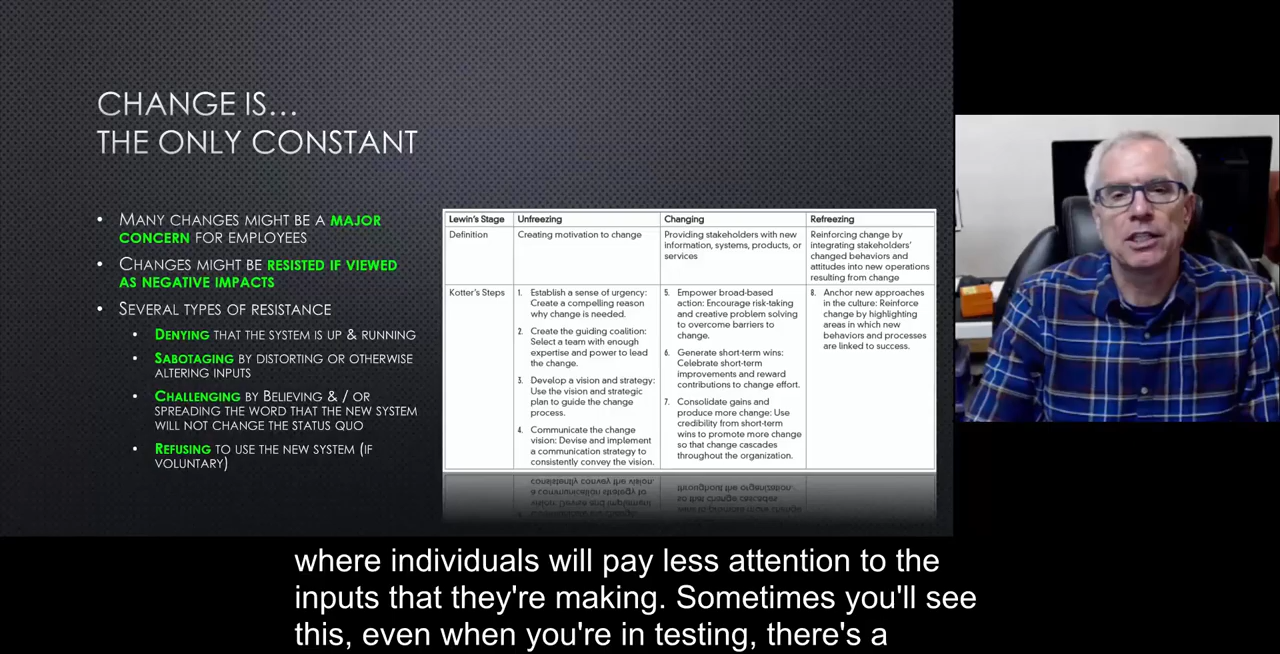 CHANGE IS…
THE ONLY CONSTANT
• MANY CHANGES MIGHT BE A MAJOR
CONCERN FOR EMPLOYEES
• CHANGES MIGHT BE RESISTED IF VIEWED
AS NEGATIVE IMPACTS
• SEVERAL TYPES OF RESISTANCE
• DENYING THAT THE SYSTEM IS UP & RUNNING
• SABOTAGING BY DISTORTING OR OTHERWISE
ALTERING INPUTS
• CHALLENGING BY BELIEVING & / OR
SPREADING THE WORD THAT THE NEW SYSTEM
WILL NOT CHANGE THE STATUS QUO
• REFUSING TO USE THE NEW SYSTEM (IF
VOLUNTARY)
Lewin's Stage
Unfreezing
Changing
Refreezing
Definition
Creating motivation to change
Providing stakeholders with new
information, systems, products, or
services
Reinforcing change by
integrating stakeholders'
changed behaviors and
attitudes into new operations
resulting from change
Kotter's Steps
1. Establish a sense of urgency:
Create a compelling reason
why change is needed.
2. Create the guiding coalition:
Select a team with enough
expertise and power to lead
the change.
3. Develop a vision and strategy:
Use the vision and strategic
plan to guide the change
process.
4. Communicate the change
vision: Devise and implement
a communication strategy to
consistently convey the vision.
5. Empower broad-based
action: Encourage risk-taking
and creative problem solving
to overcome barriers to
change.
6. Generate short-term wins:
Celebrate short-term
improvements and reward
contributions to change effort.
7. Consolidate gains and
produce more change: Use
credibility from short-term
wins to promote more change
so that change cascades
throughout the organization.
8. Anchor new approaches
in the culture: Reinforce
change by highlighting
areas in which new
behaviors and processes
are linked to success.
where individuals will pay less attention to the
inputs that they're making. Sometimes you'll see
this, even when you're in testing, there's a